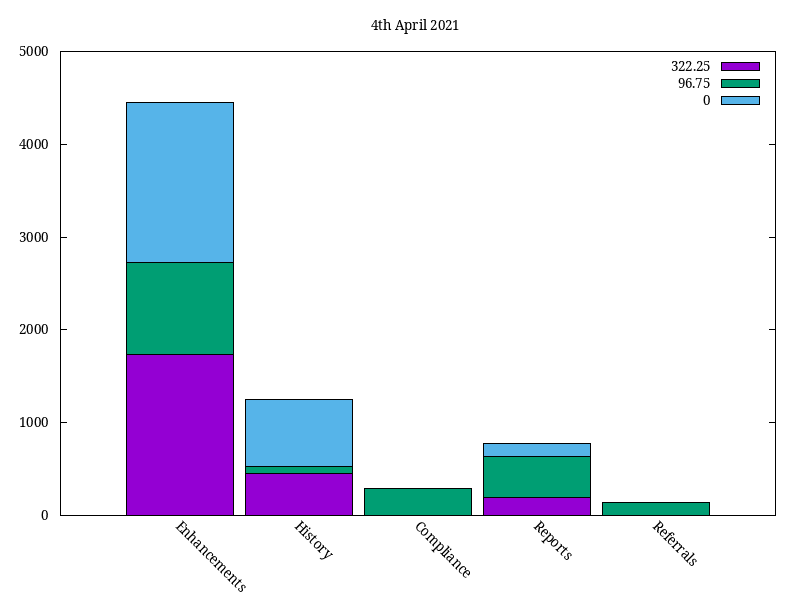 4th April 2021
5000
4000
3000
2000
1000
0
322.25
96.75
0
Enhancements
History
Compliance
Reports
Referrals